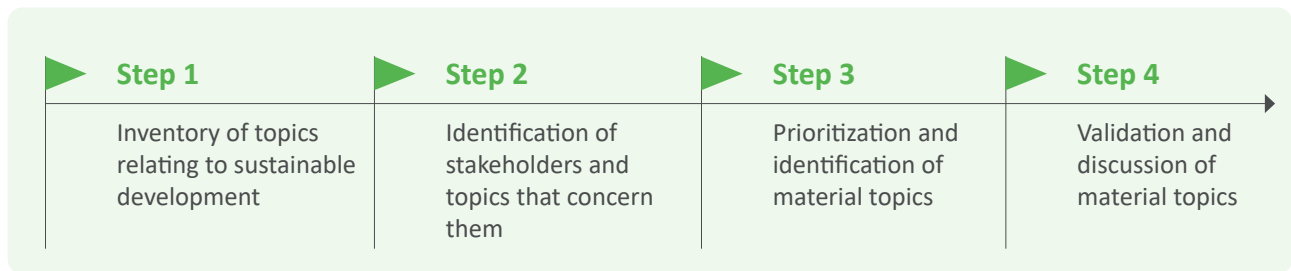 Step 1
Inventory of topics
relating to sustainable
development
Step 2
Identification of
stakeholders and
topics that concern
them
Step 3
Prioritization and
identification of
material topics
Step 4
Validation and
discussion of
material topics